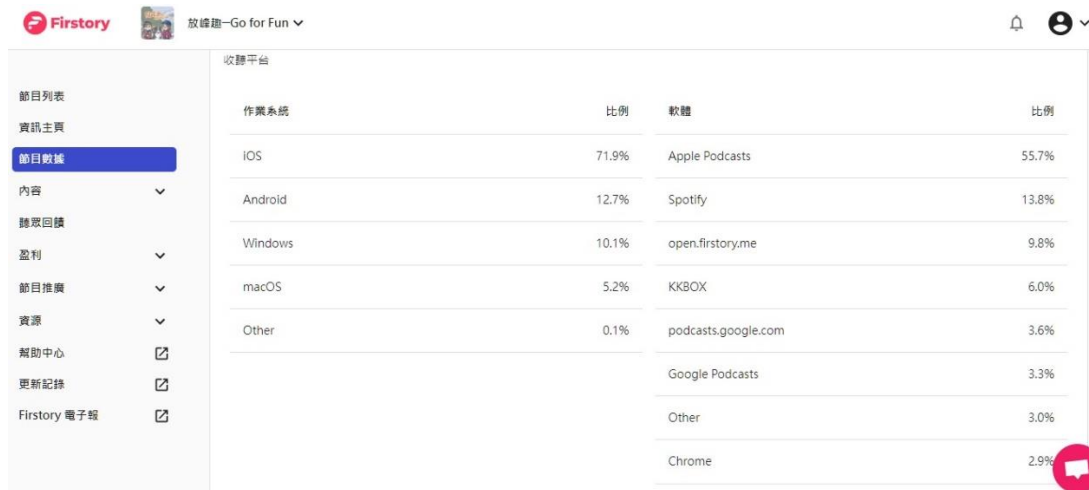 Firstory
放峰趣—Go for Fun
收聽平台
節目列表
資訊主頁
節目數據
內容
聽眾回饋
盈利
節目推廣
資源
幫助中心
更新記錄
Firstory 電子報
作業系統 比例
iOS 71.9%
Android 12.7%
Windows 10.1%
macOS 5.2%
Other 0.1%
軟體 比例
Apple Podcasts 55.7%
Spotify 13.8%
open.firstory.me 9.8%
KKBOX 6.0%
podcasts.google.com 3.6%
Google Podcasts 3.3%
Other 3.0%
Chrome 2.9%